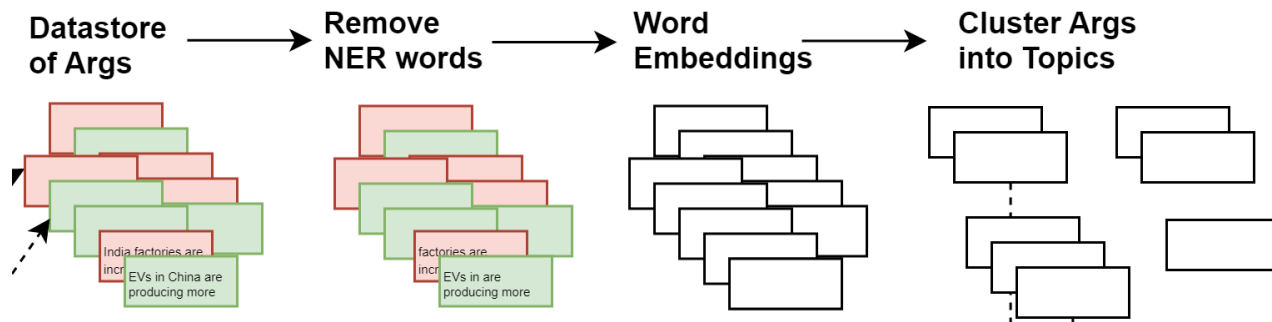 Datastore
of Args
Remove
NER words
Word
Embeddings
Cluster Args
into Topics
India factories are
EVs in China are
producing more
factories are
EVs in are
producing more